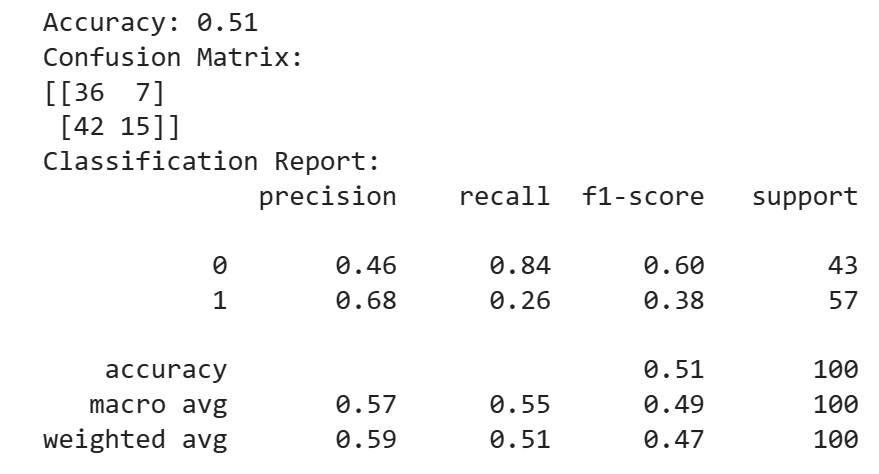 Accuracy: 0.51
Confusion Matrix:
[[36  7]
 [42 15]]
Classification Report:
              precision    recall  f1-score   support

           0       0.46      0.84      0.60        43
           1       0.68      0.26      0.38        57

    accuracy                           0.51       100
   macro avg       0.57      0.55      0.49       100
weighted avg       0.59      0.51      0.47       100